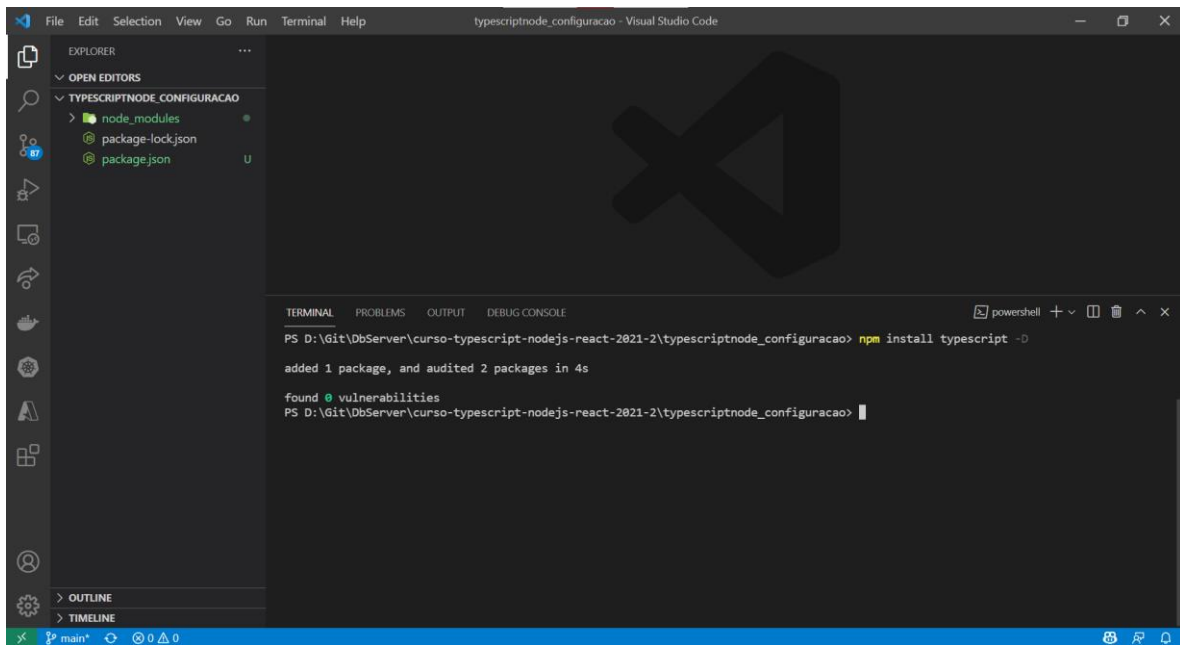 File Edit Selection View Go Run Terminal Help typescriptnode_configuracao - Visual Studio Code
EXPLORER
OPEN EDITORS
TYPESCRIPTNODE_CONFIGURACAO
node_modules
package-lock.json
package.json U
87
TERMINAL PROBLEMS OUTPUT DEBUG CONSOLE powershell
PS D:\Git\DbServer\curso-typescript-nodejs-react-2021-2\typescriptnode_configuracao> npm install typescript -D
added 1 package, and audited 2 packages in 4s
found 0 vulnerabilities
PS D:\Git\DbServer\curso-typescript-nodejs-react-2021-2\typescriptnode_configuracao>
OUTLINE
TIMELINE
main* 0 0